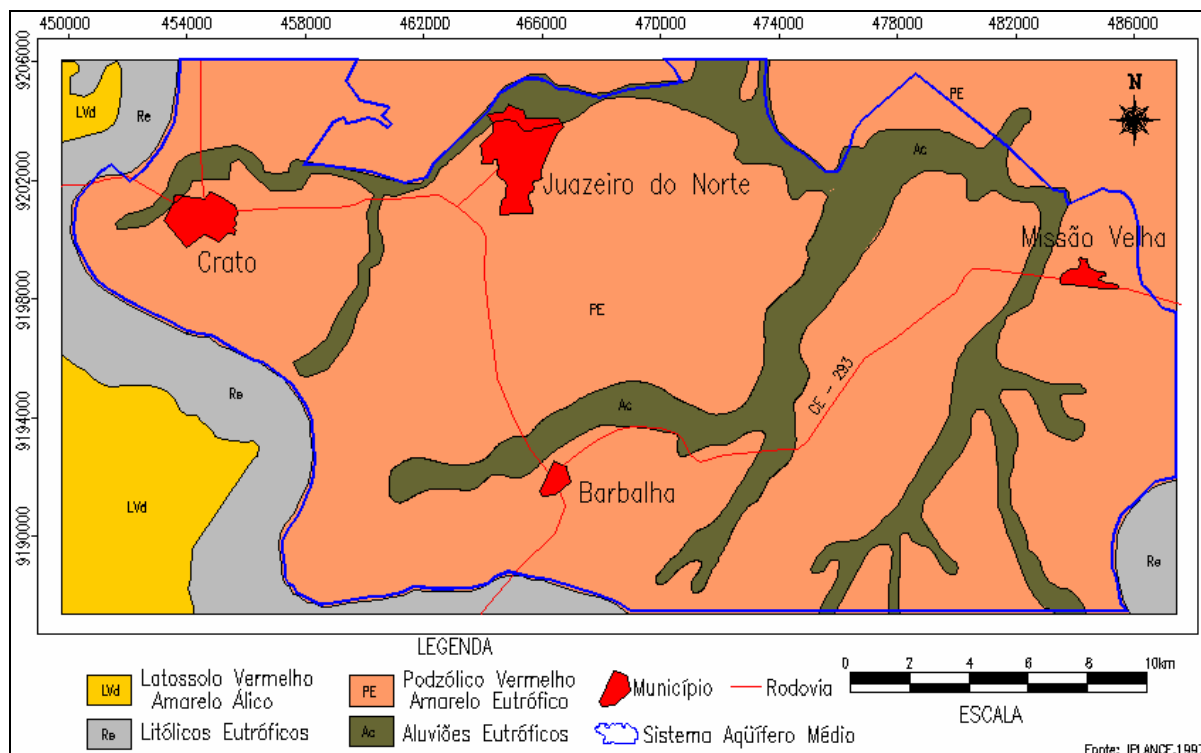 450000 454000 458000 462000 466000 470000 474000 478000 482000 486000
9206000
9202000
9198000
9194000
9190000
N
LVd
Re
PE
Ac
Juazeiro do Norte
Missão Velha
Crato
PE
CE - 293
Re
Ac
Barbalha
LVd
Re
LEGENDA
LVd Latossolo Vermelho
Amarelo Álico
PE Podzólico Vermelho
Amarelo Eutrófico
Município
Rodovia
0 2 4 6 8 10km
ESCALA
Re Litólicos Eutróficos
Ac Aluviões Eutróficos
Sistema Aqüífero Médio
Fonte: IPLANCE,199